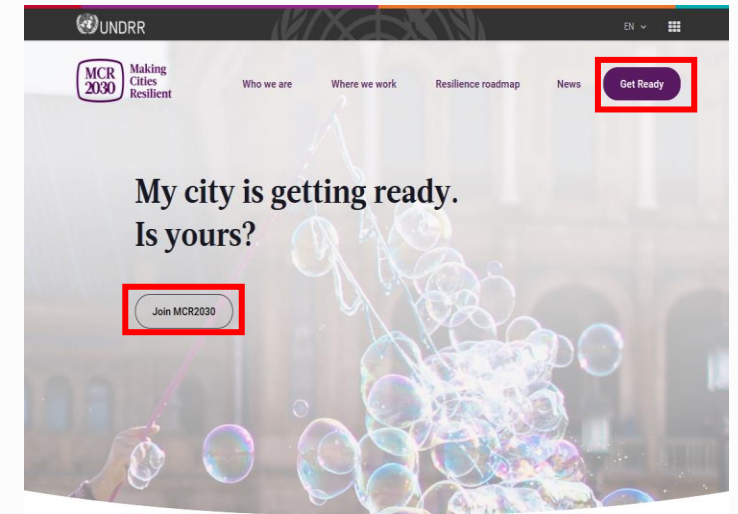 UNDRR
EN
MCR
2030
Making
Cities
Resilient
Who we are
Where we work
Resilience roadmap
News
Get Ready
My city is getting ready.
Is yours?
Join MCR2030